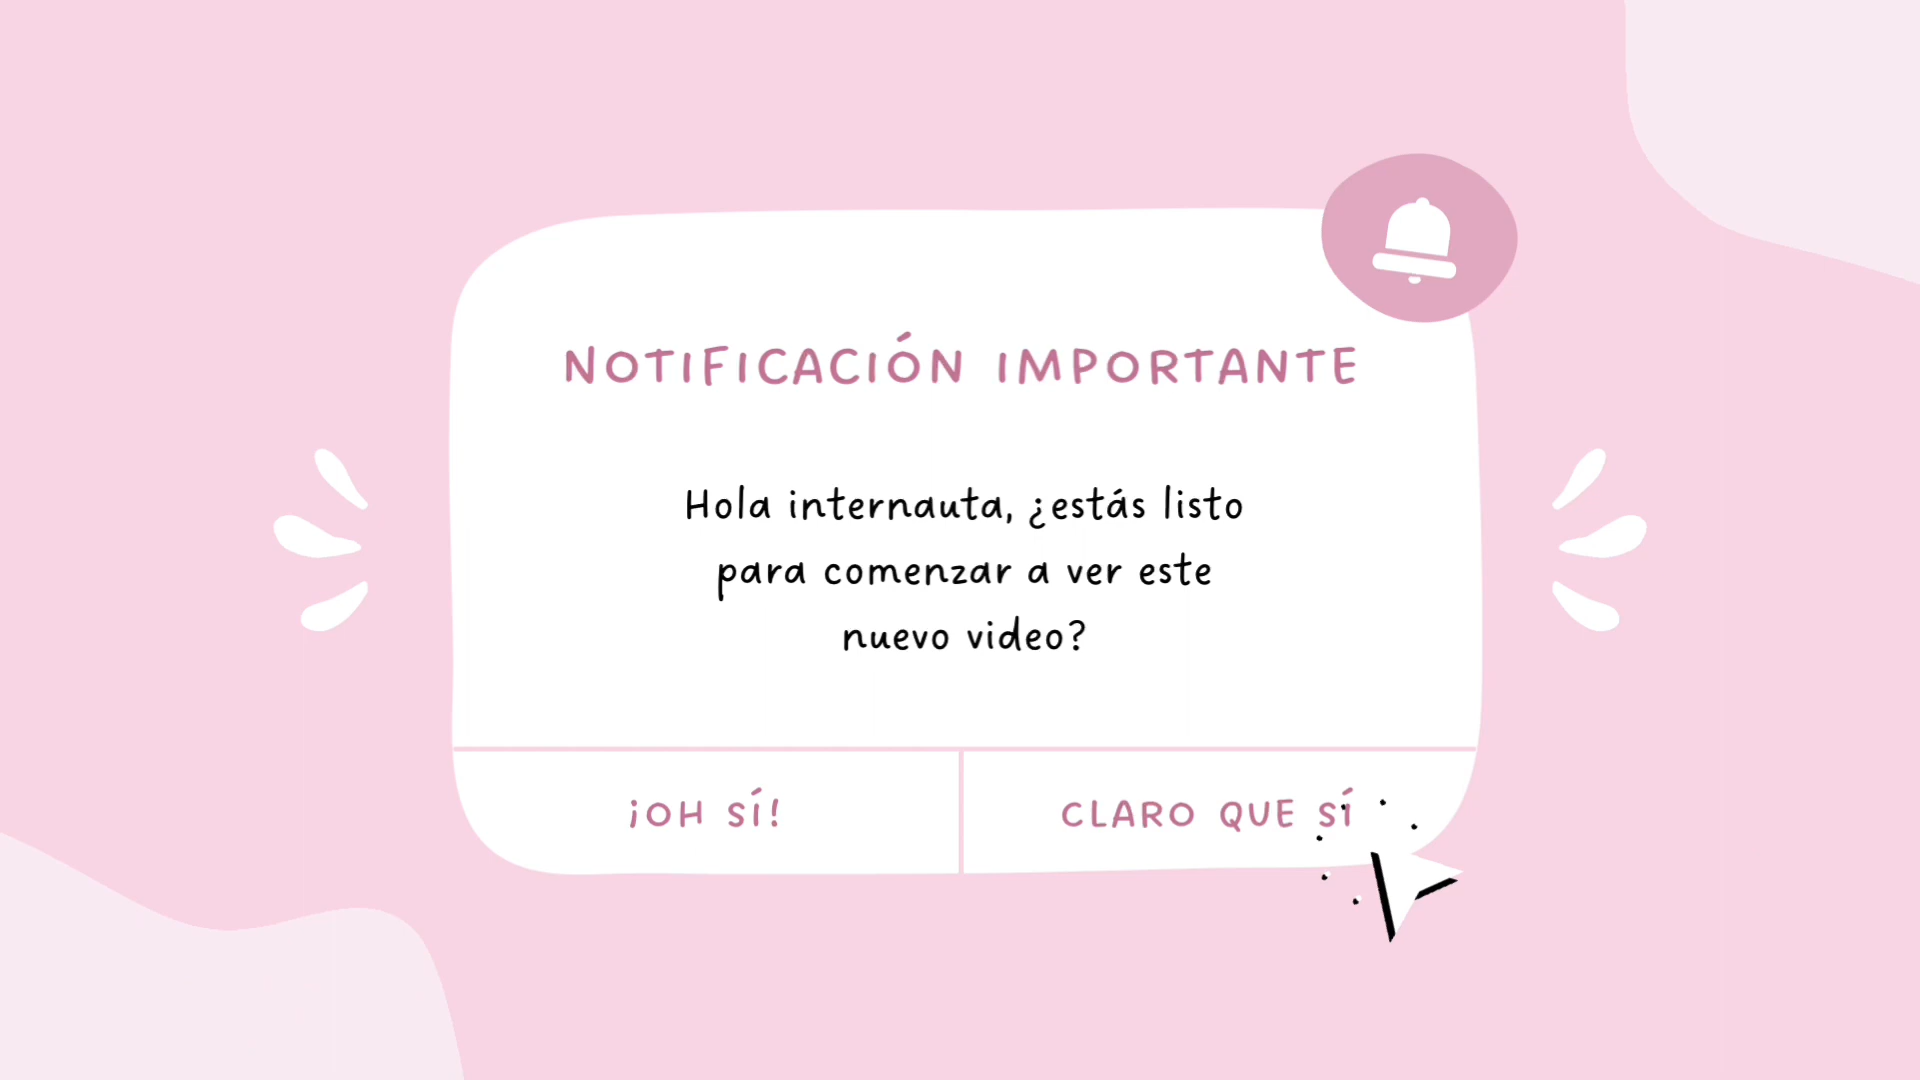 NOTIFICACIÓN IMPORTANTE
Hola internauta, ¿estás listo
para comenzar a ver este
nuevo video?
¡OH SÍ!
CLARO QUE SÍ